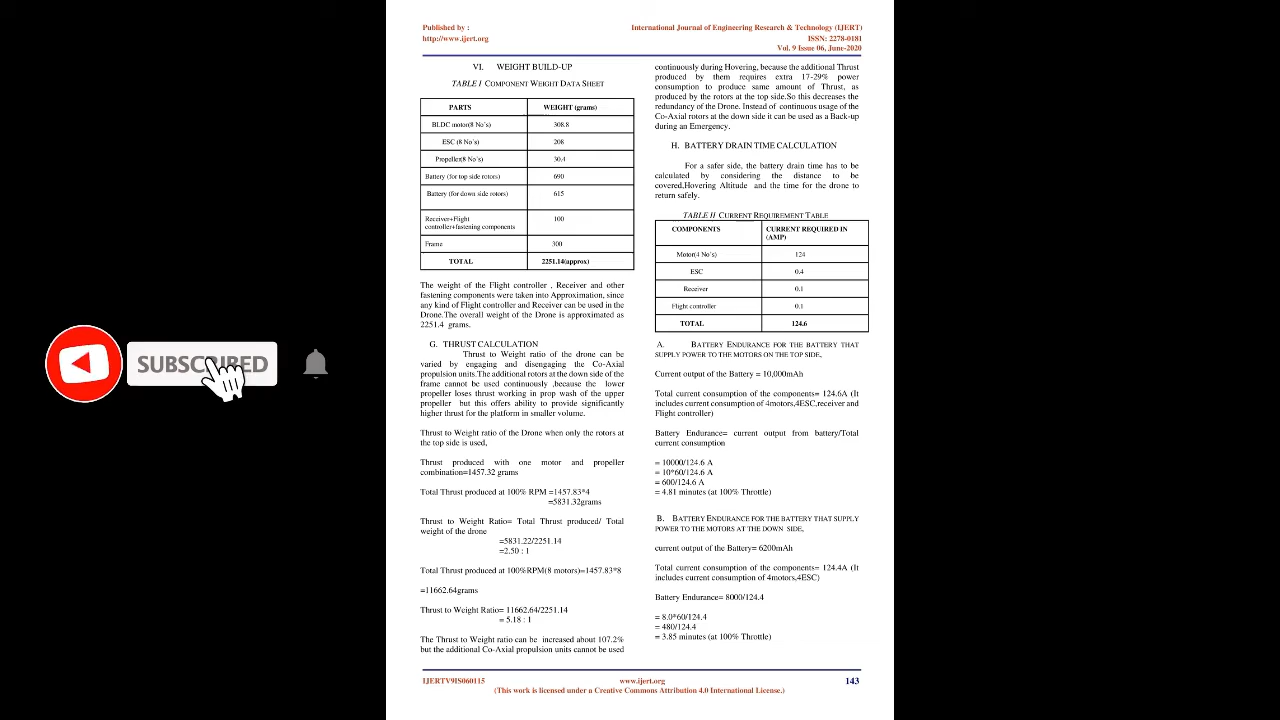 Published by :
International Journal of Engineering Research & Technology (IJERT)
http://www.ijert.org
ISSN: 2278-0181
Vol. 9 Issue 06, June-2020
VI. WEIGHT BUILD-UP
TABLE I COMPONENT WEIGHT DATA SHEET
PARTS WEIGHT (grams)
BLDC motor(8 No's) 308.8
ESC (8 No's) 208
Propeller(8 No's) 30.4
Battery (for top side rotors) 690
Battery (for down side rotors) 615
Receiver+Flight
controller+fastening components 100
Frame 300
TOTAL 2251.14(approx)
The weight of the Flight controller , Receiver and other
fastening components were taken into Approximation, since
any kind of Flight controller and Receiver can be used in the
Drone.The overall weight of the Drone is approximated as
2251.4 grams.
G. THRUST CALCULATION
Thrust to Weight ratio of the drone can be
varied by engaging and disengaging the Co-Axial
propulsion units.The additional rotors at the down side of the
frame cannot be used continuously ,because the lower
propeller loses thrust working in prop wash of the upper
propeller but this offers ability to provide significantly
higher thrust for the platform in smaller volume.
Thrust to Weight ratio of the Drone when only the rotors at
the top side is used,
Thrust produced with one motor and propeller
combination=1457.32 grams
Total Thrust produced at 100% RPM =1457.83*4
=5831.32grams
Thrust to Weight Ratio= Total Thrust produced/ Total
weight of the drone
=5831.22/2251.14
=2.50 : 1
Total Thrust produced at 100%RPM(8 motors)=1457.83*8
=11662.64grams
Thrust to Weight Ratio= 11662.64/2251.14
= 5.18 : 1
The Thrust to Weight ratio can be increased about 107.2%
but the additional Co-Axial propulsion units cannot be used
continuously during Hovering, because the additional Thrust
produced by them requires extra 17-29% power
consumption to produce same amount of Thrust, as
produced by the rotors at the top side.So this decreases the
redundancy of the Drone. Instead of continuous usage of the
Co-Axial rotors at the down side it can be used as a Back-up
during an Emergency.
H. BATTERY DRAIN TIME CALCULATION
For a safer side, the battery drain time has to be
calculated by considering the distance to be
covered,Hovering Altitude and the time for the drone to
return safely.
TABLE II CURRENT REQUIREMENT TABLE
COMPONENTS CURRENT REQUIRED IN
(AMP)
Motor(4 No's) 124
ESC 0.4
Receiver 0.1
Flight controller 0.1
TOTAL 124.6
A. BATTERY ENDURANCE FOR THE BATTERY THAT
SUPPLY POWER TO THE MOTORS ON THE TOP SIDE,
Current output of the Battery = 10,000mAh
Total current consumption of the components= 124.6A (It
includes current consumption of 4motors,4ESC,receiver and
Flight controller)
Battery Endurance= current output from battery/Total
current consumption
= 10000/124.6 A
= 10*60/124.6 A
= 600/124.6 A
= 4.81 minutes (at 100% Throttle)
B. BATTERY ENDURANCE FOR THE BATTERY THAT SUPPLY
POWER TO THE MOTORS AT THE DOWN SIDE,
current output of the Battery= 6200mAh
Total current consumption of the components= 124.4A (It
includes current consumption of 4motors,4ESC)
Battery Endurance= 8000/124.4
= 8.0*60/124.4
= 480/124.4
= 3.85 minutes (at 100% Throttle)
SUBSCRIBED
IJERTV9IS060115
www.ijert.org
143
(This work is licensed under a Creative Commons Attribution 4.0 International License.)